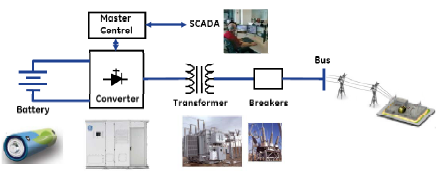 Master
Control
SCADA
Bus
Converter
Battery
Transformer
Breakers